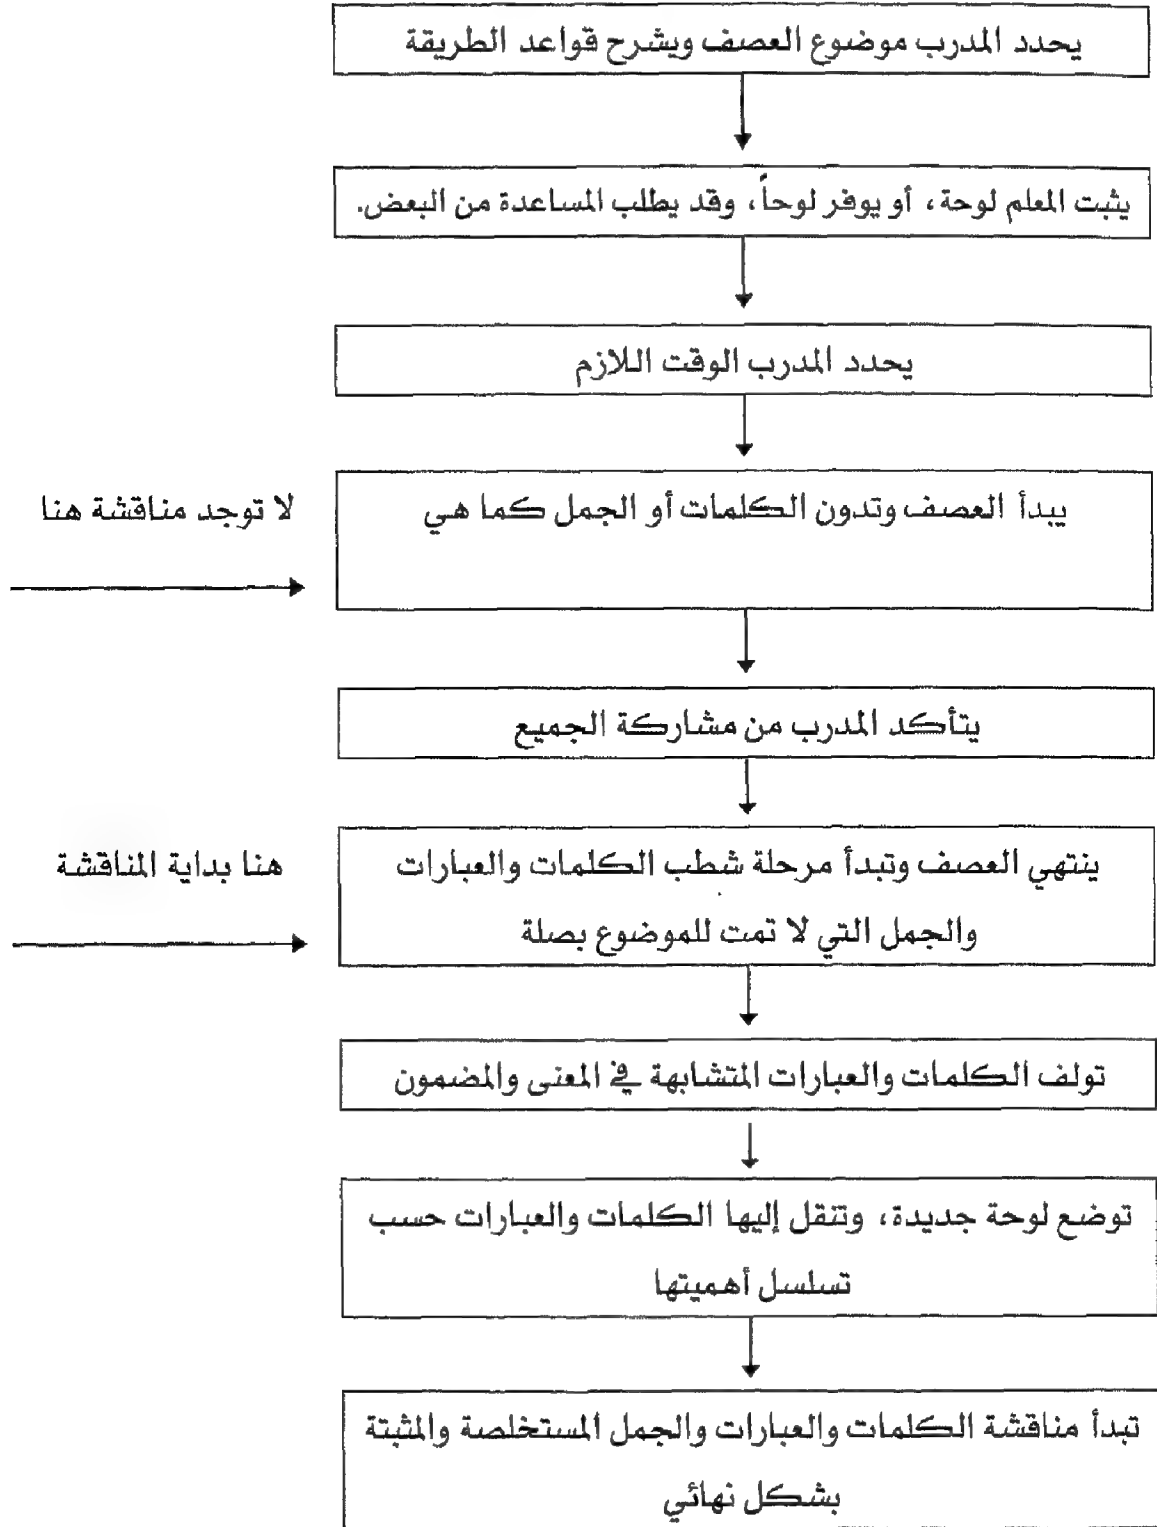 يحدد المدرب موضوع العصف ويشرح قواعد الطريقة
يثبت المعلم لوحة، أو يوفر لوحاً، وقد يطلب المساعدة من البعض.
يحدد المدرب الوقت اللازم
يبدأ العصف وتدون الكلمات أو الجمل كما هي
لا توجد مناقشة هنا
يتأكد المدرب من مشاركة الجميع
ينتهي العصف وتبدأ مرحلة شطب الكلمات والعبارات
والجمل التي لا تمت للموضوع بصلة
هنا بداية المناقشة
تولف الكلمات والعبارات المتشابهة في المعنى والمضمون
توضع لوحة جديدة، وتنقل إليها الكلمات والعبارات حسب
تسلسل أهميتها
تبدأ مناقشة الكلمات والعبارات والجمل المستخلصة والمثبتة
بشكل نهائي